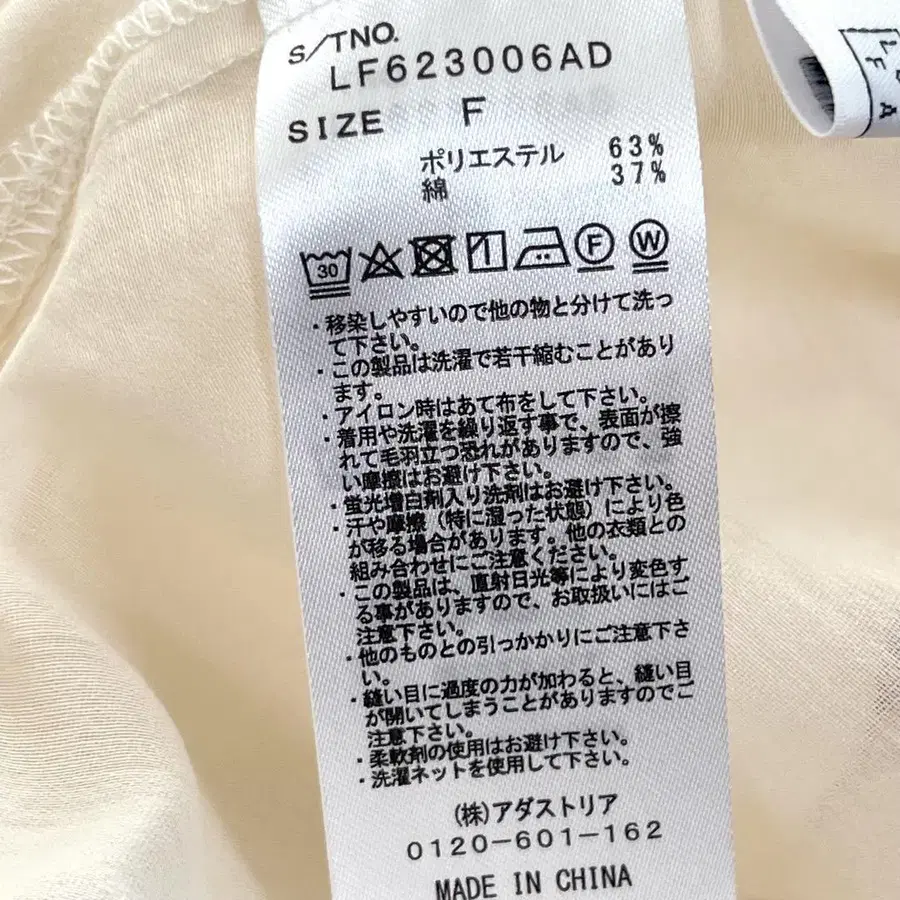 S/TNO.
LF623006AD
SIZE F
ポリエステル 63%
綿 37%
30 F W
・移染しやすいので他の物と分けて洗っ
て下さい。
・この製品は洗濯で若干縮むことがあり
ます。
・アイロン時はあて布をして下さい。
・着用や洗濯を繰り返す事で、表面が擦
れて毛羽立つ恐れがありますので、強
い摩擦はお避け下さい。
・蛍光増白剤入り洗剤はお避け下さい。
・汗や摩擦（特に湿った状態）により色
が移る場合があります。他の衣類との
組み合わせにご注意ください。
・この製品は、直射日光等により変色す
る事がありますので、お取扱いにはご
注意下さい。
・他のものとの引っかかりにご注意下さ
い。
・縫い目に過度の力が加わると、縫い目
が開いてしまうことがありますのでご
注意下さい。
・柔軟剤の使用はお避け下さい。
・洗濯ネットを使用して下さい。
(株)アダストリア
0120-601-162
MADE IN CHINA